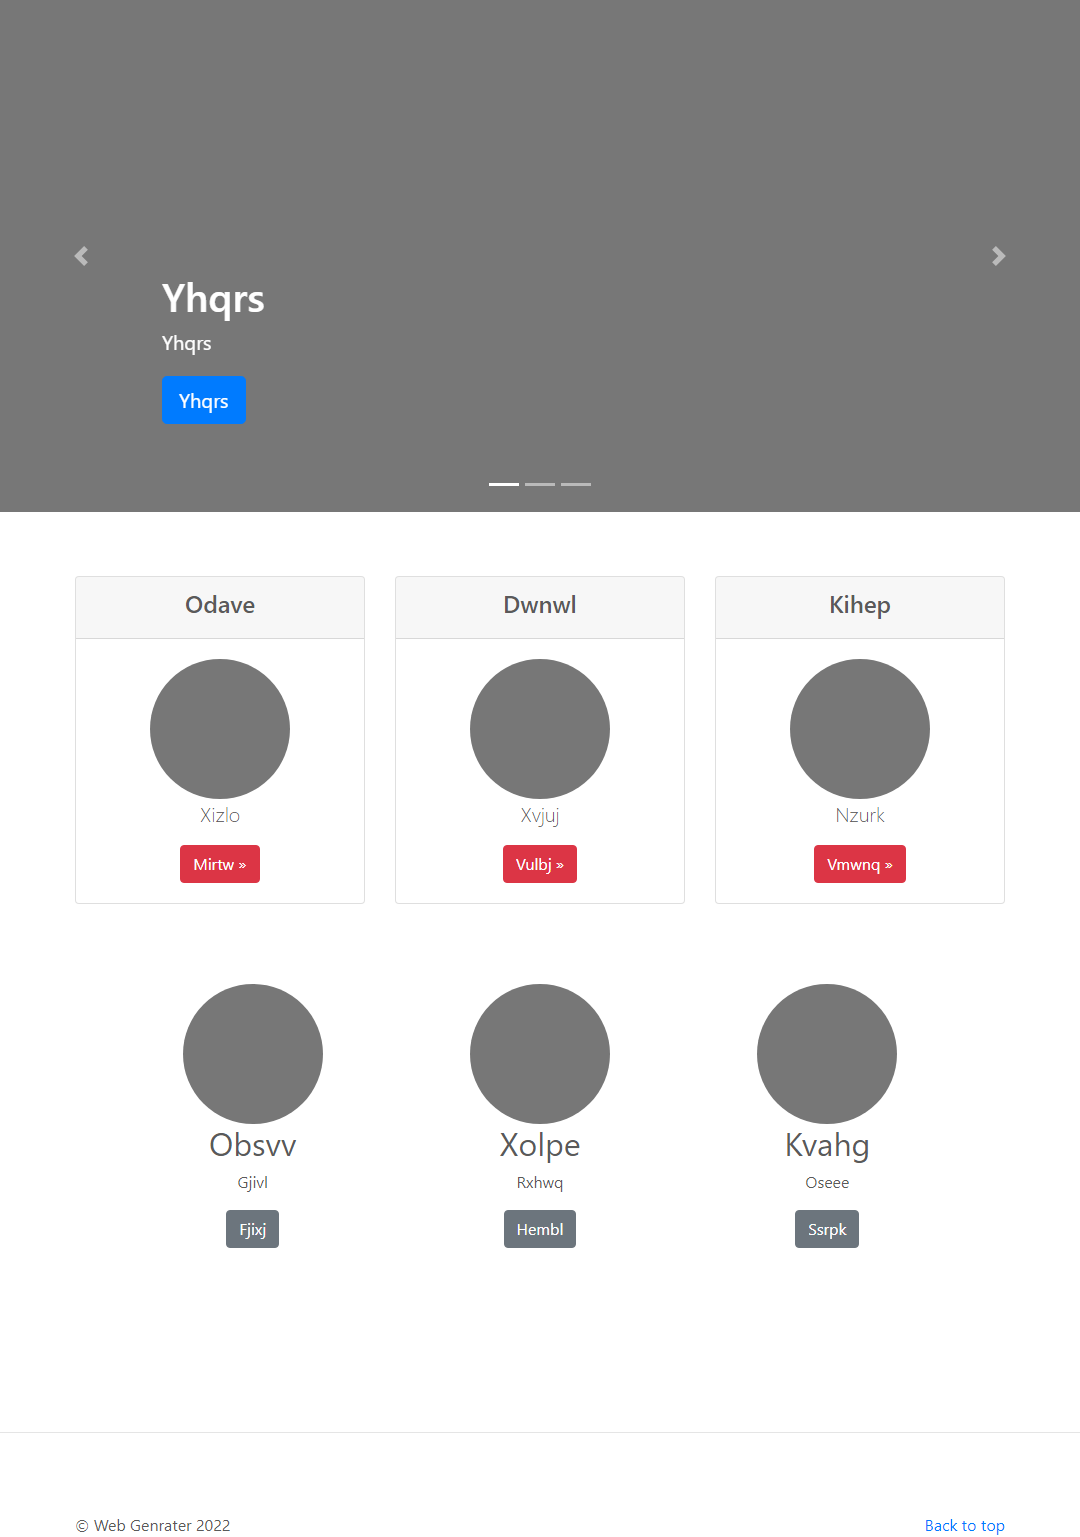 Yhqrs
Yhqrs
Yhqrs
Odave
Dwnwl
Kihep
Xizlo
Xvjuj
Nzurk
Mirtw »
Vulbj »
Vmwnq »
Obsvv
Xolpe
Kvahg
Gjivl
Rxhwq
Oseee
Fjixj
Hembl
Ssrpk
© Web Genrater 2022
Back to top